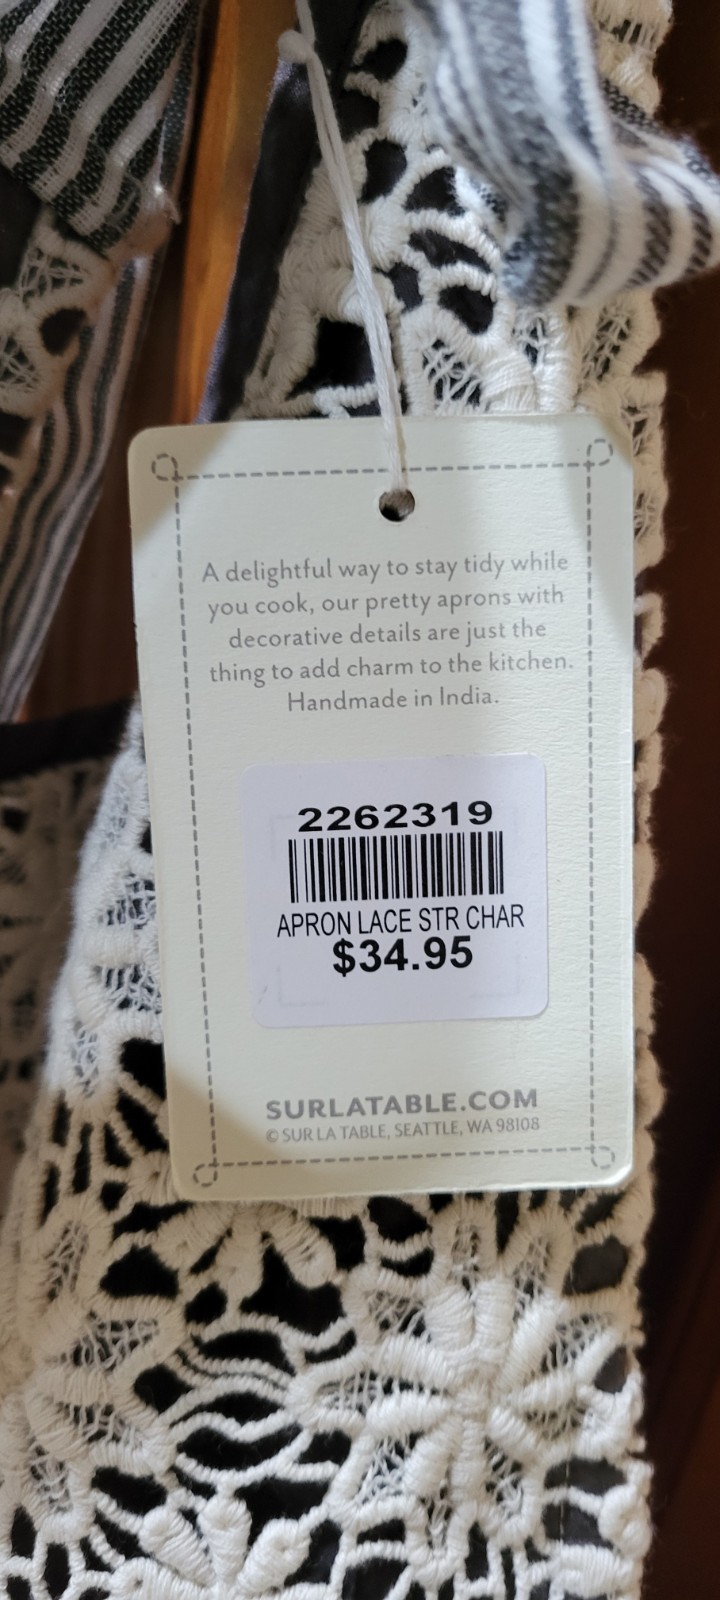 A delightful way to stay tidy while
you cook, our pretty aprons with
decorative details are just the
thing to add charm to the kitchen.
Handmade in India.
2262319
APRON LACE STR CHAR
$34.95
SURLATABLE.COM
© SUR LA TABLE, SEATTLE, WA 98108